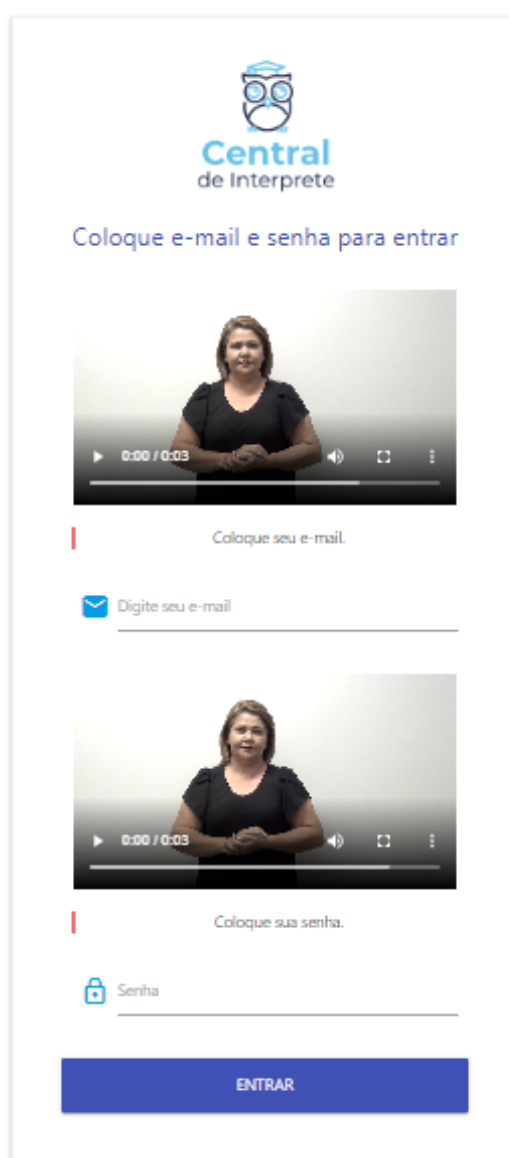 Central
de Interprete
Coloque e-mail e senha para entrar
0:00 / 0:03
Coloque seu e-mail.
Digite seu e-mail
0:00 / 0:03
Coloque sua senha.
Senha
ENTRAR